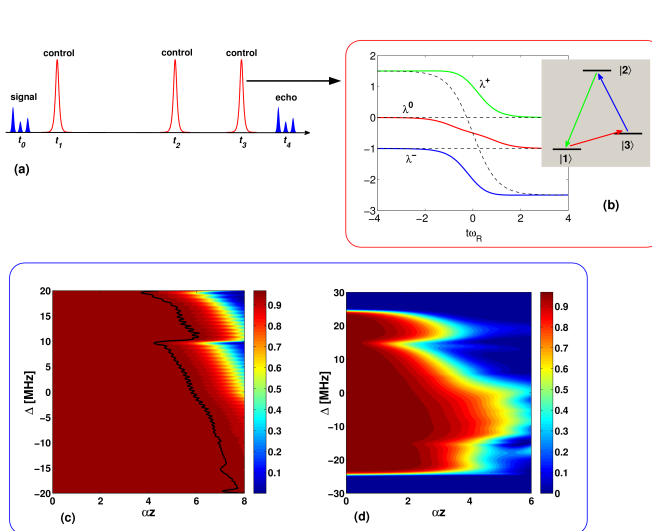 control control control
signal echo
t0 t1 t2 t3 t4
(a)
2
1
0
−1
−2
−3
−4 −2 0 2 4
tωR
λ+
λ0
λ−
|2⟩
|3⟩
|1⟩
(b)
20
15
10
5
0
−5
−10
−15
−20
0 2 4 6 8
Δ [MHz]
αz
(c)
0.9
0.8
0.7
0.6
0.5
0.4
0.3
0.2
0.1
30
20
10
0
−10
−20
−30
0 1 2 3 4 5 6
Δ [MHz]
αz
(d)
0.9
0.8
0.7
0.6
0.5
0.4
0.3
0.2
0.1
0